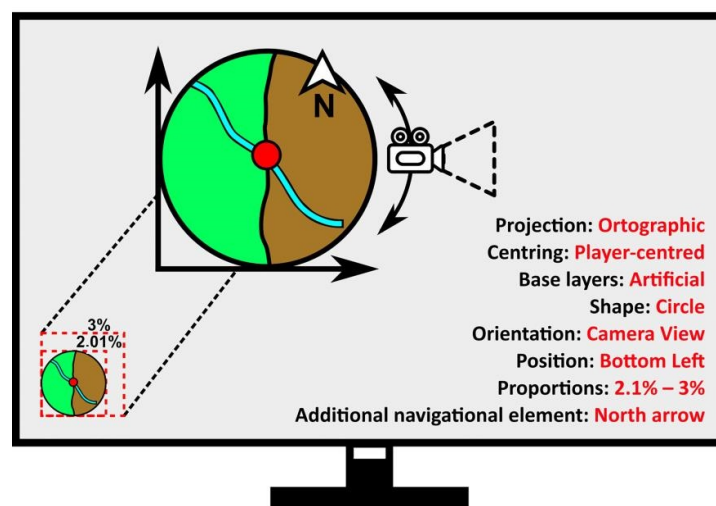 N
Projection: Ortographic
Centring: Player-centred
Base layers: Artificial
Shape: Circle
Orientation: Camera View
Position: Bottom Left
Proportions: 2.1% – 3%
Additional navigational element: North arrow
3%
2.01%